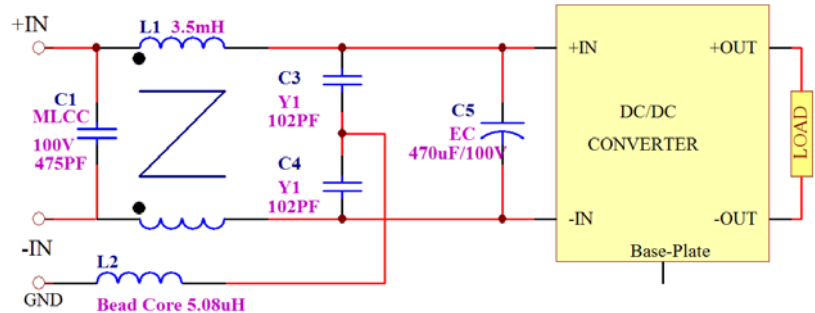 +IN
L1 3.5mH
C1
MLCC
100V
475PF
C3
Y1
102PF
C4
Y1
102PF
C5
EC
470uF/100V
+IN
+OUT
DC/DC
CONVERTER
LOAD
-IN
-OUT
Base-Plate
-IN
L2
GND
Bead Core 5.08uH